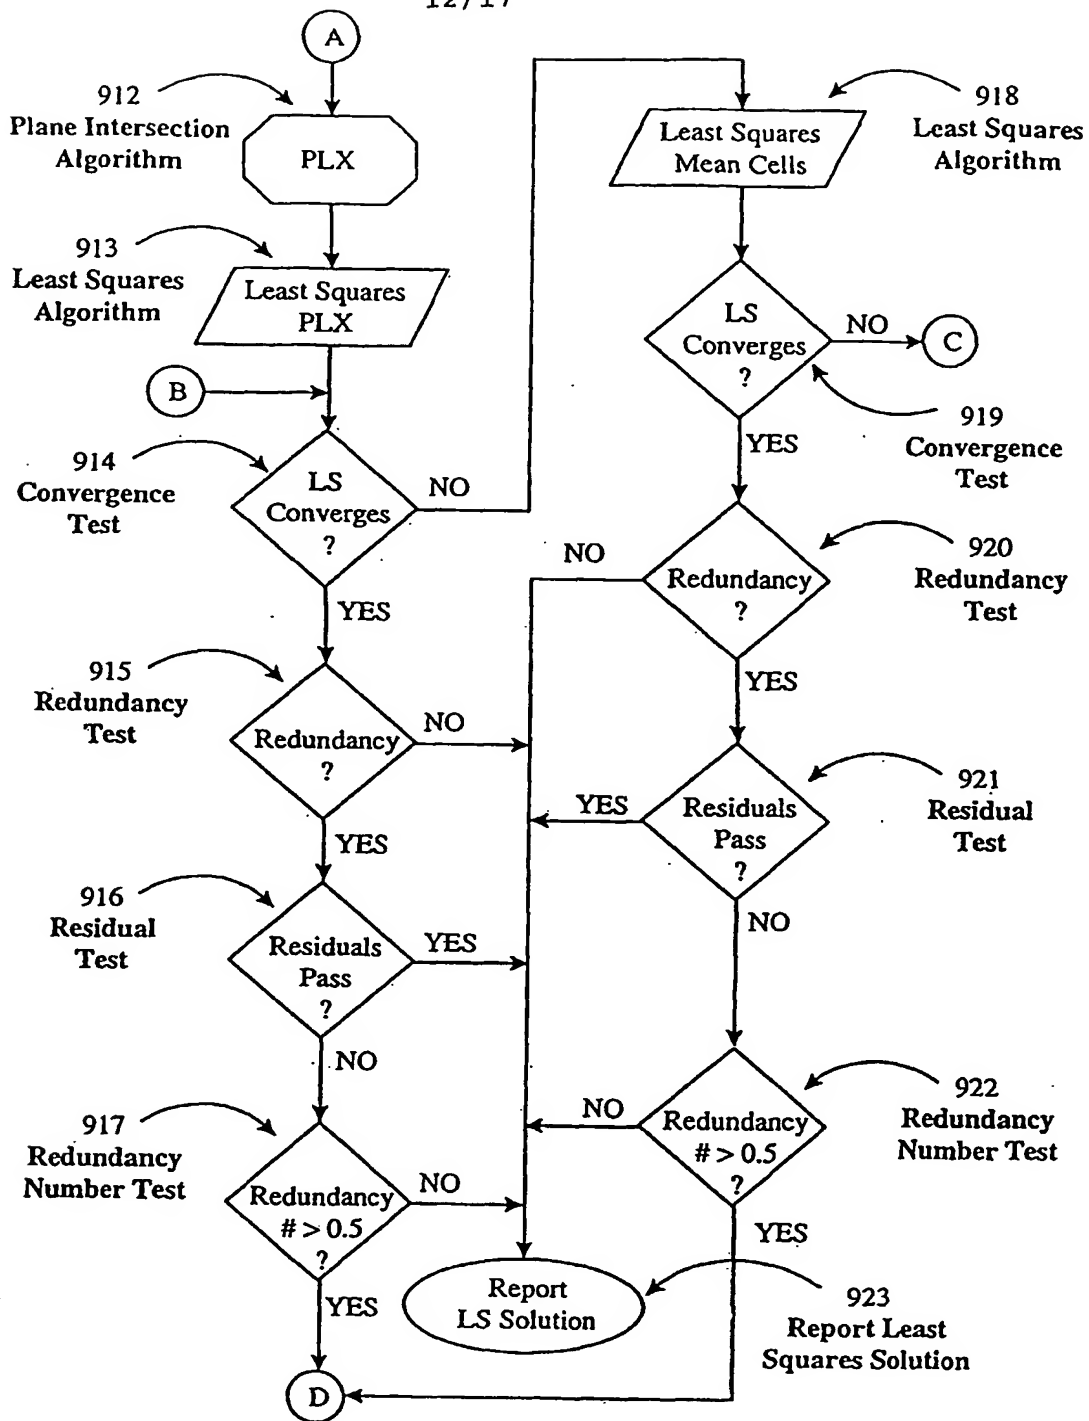 12/17
A
912
Plane Intersection
Algorithm
PLX
913
Least Squares
Algorithm
Least Squares
PLX
B
914
Convergence
Test
LS
Converges
?
NO
YES
915
Redundancy
Test
Redundancy
?
NO
YES
916
Residual
Test
Residuals
Pass
?
YES
NO
917
Redundancy
Number Test
Redundancy
# > 0.5
?
NO
YES
D
Least Squares
Mean Cells
918
Least Squares
Algorithm
LS
Converges
?
NO
C
919
Convergence
Test
YES
NO
Redundancy
?
920
Redundancy
Test
YES
YES
Residuals
Pass
?
921
Residual
Test
NO
NO
Redundancy
# > 0.5
?
922
Redundancy
Number Test
YES
Report
LS Solution
923
Report Least
Squares Solution